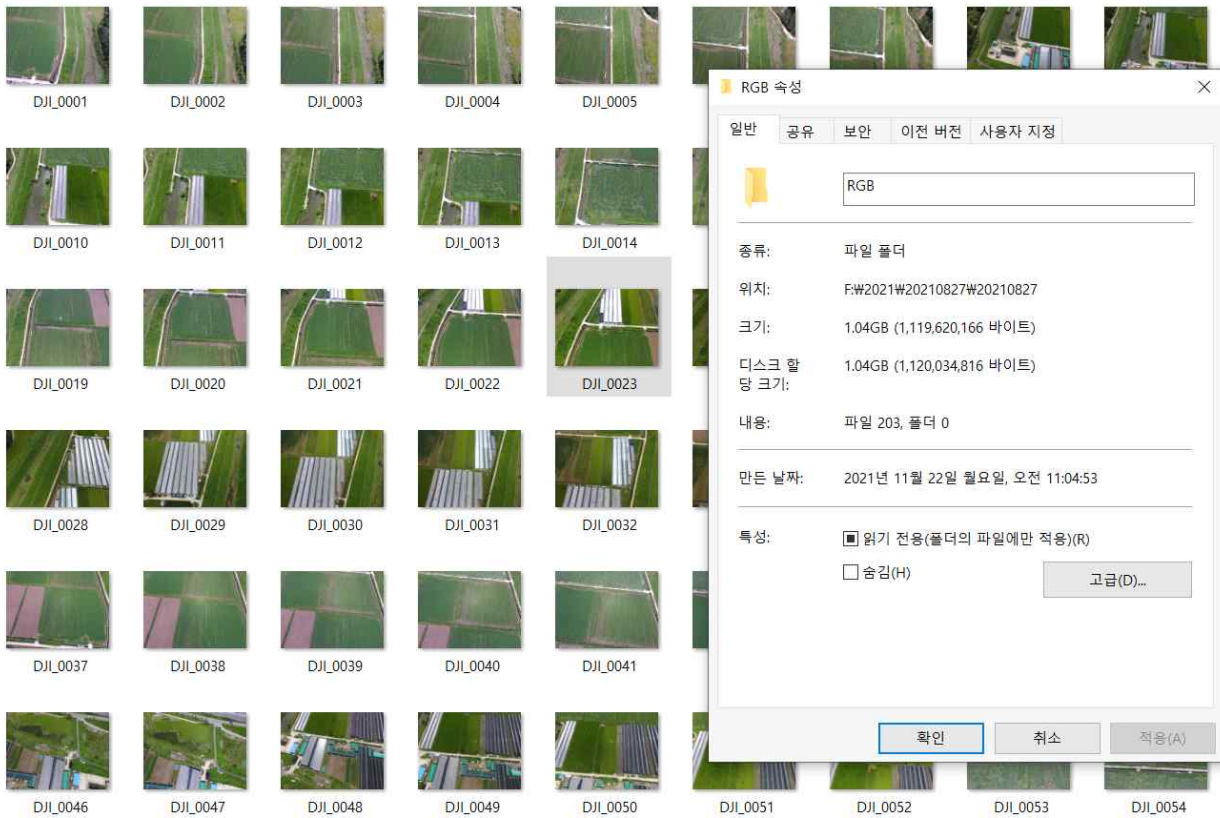 DJI_0001 DJI_0002 DJI_0003 DJI_0004 DJI_0005
DJI_0010 DJI_0011 DJI_0012 DJI_0013 DJI_0014
DJI_0019 DJI_0020 DJI_0021 DJI_0022 DJI_0023
DJI_0028 DJI_0029 DJI_0030 DJI_0031 DJI_0032
DJI_0037 DJI_0038 DJI_0039 DJI_0040 DJI_0041
DJI_0046 DJI_0047 DJI_0048 DJI_0049 DJI_0050 DJI_0051 DJI_0052 DJI_0053 DJI_0054
RGB 속성
일반 공유 보안 이전 버전 사용자 지정
RGB
종류: 파일 폴더
위치: F:₩2021₩20210827₩20210827
크기: 1.04GB (1,119,620,166 바이트)
디스크 할 1.04GB (1,120,034,816 바이트)
당 크기:
내용: 파일 203, 폴더 0
만든 날짜: 2021년 11월 22일 월요일, 오전 11:04:53
특성: 읽기 전용(폴더의 파일에만 적용)(R)
숨김(H)
고급(D)...
확인 취소 적용(A)